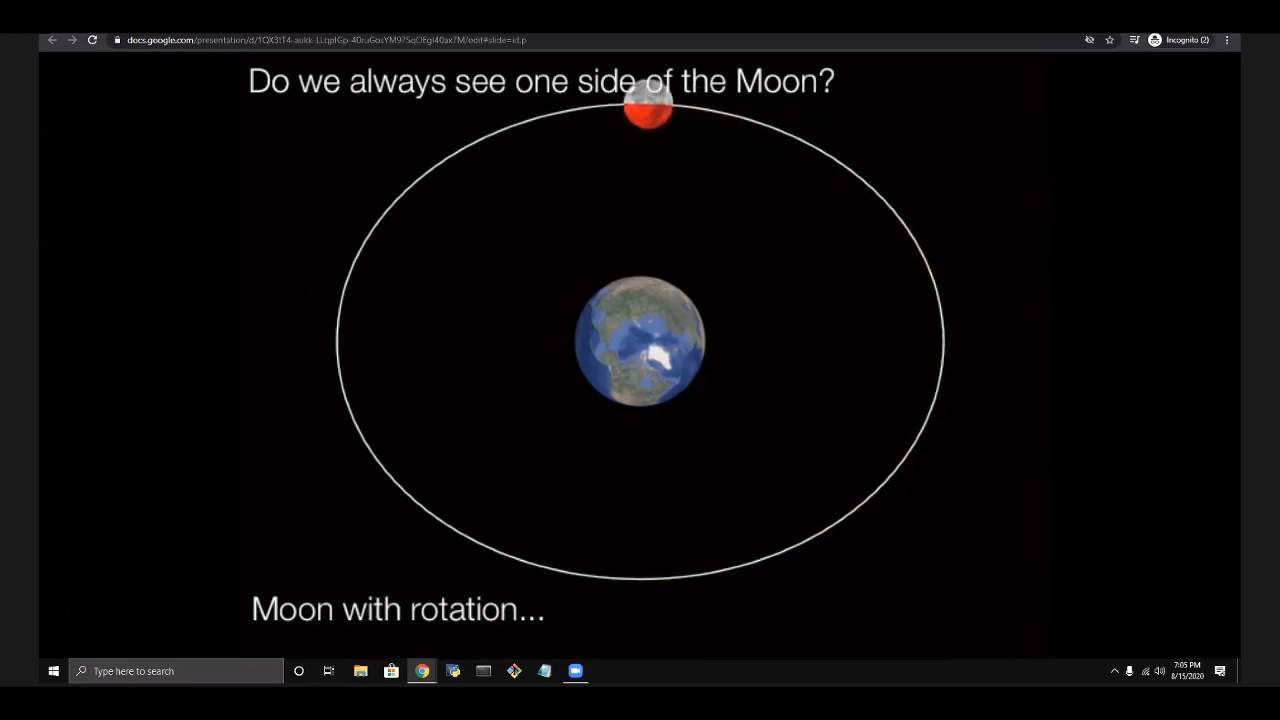 Incognito (2)
Do we always see one side of the Moon?
Moon with rotation...
Type here to search
7:05 PM
8/15/2020